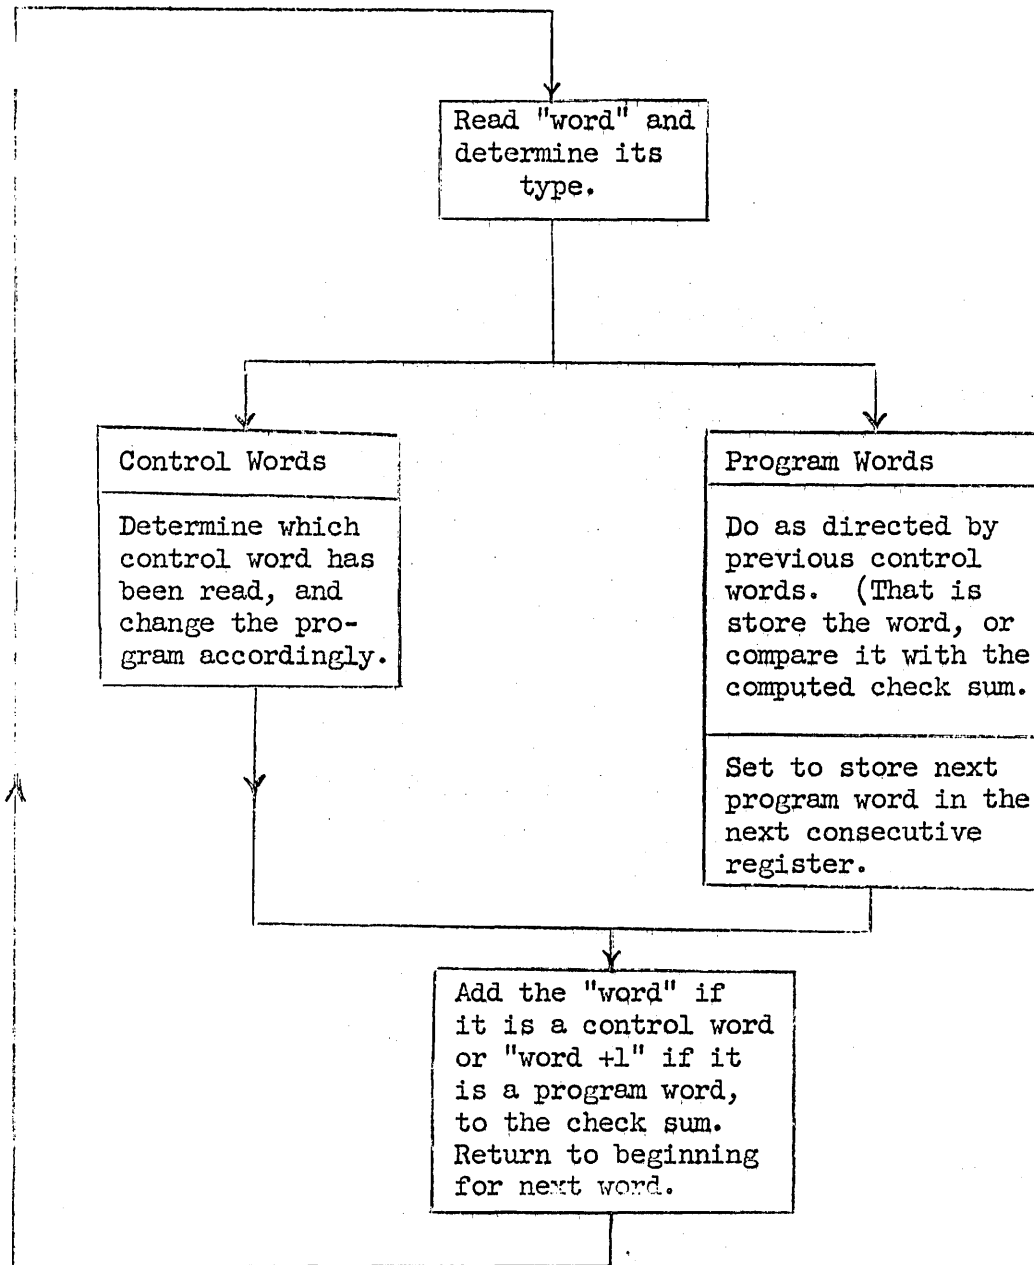 Read "word" and
determine its
type.
Control Words
Determine which
control word has
been read, and
change the pro-
gram accordingly.
Program Words
Do as directed by
previous control
words. (That is
store the word, or
compare it with the
computed check sum.
Set to store next
program word in the
next consecutive
register.
Add the "word" if
it is a control word
or "word +1" if it
is a program word,
to the check sum.
Return to beginning
for next word.